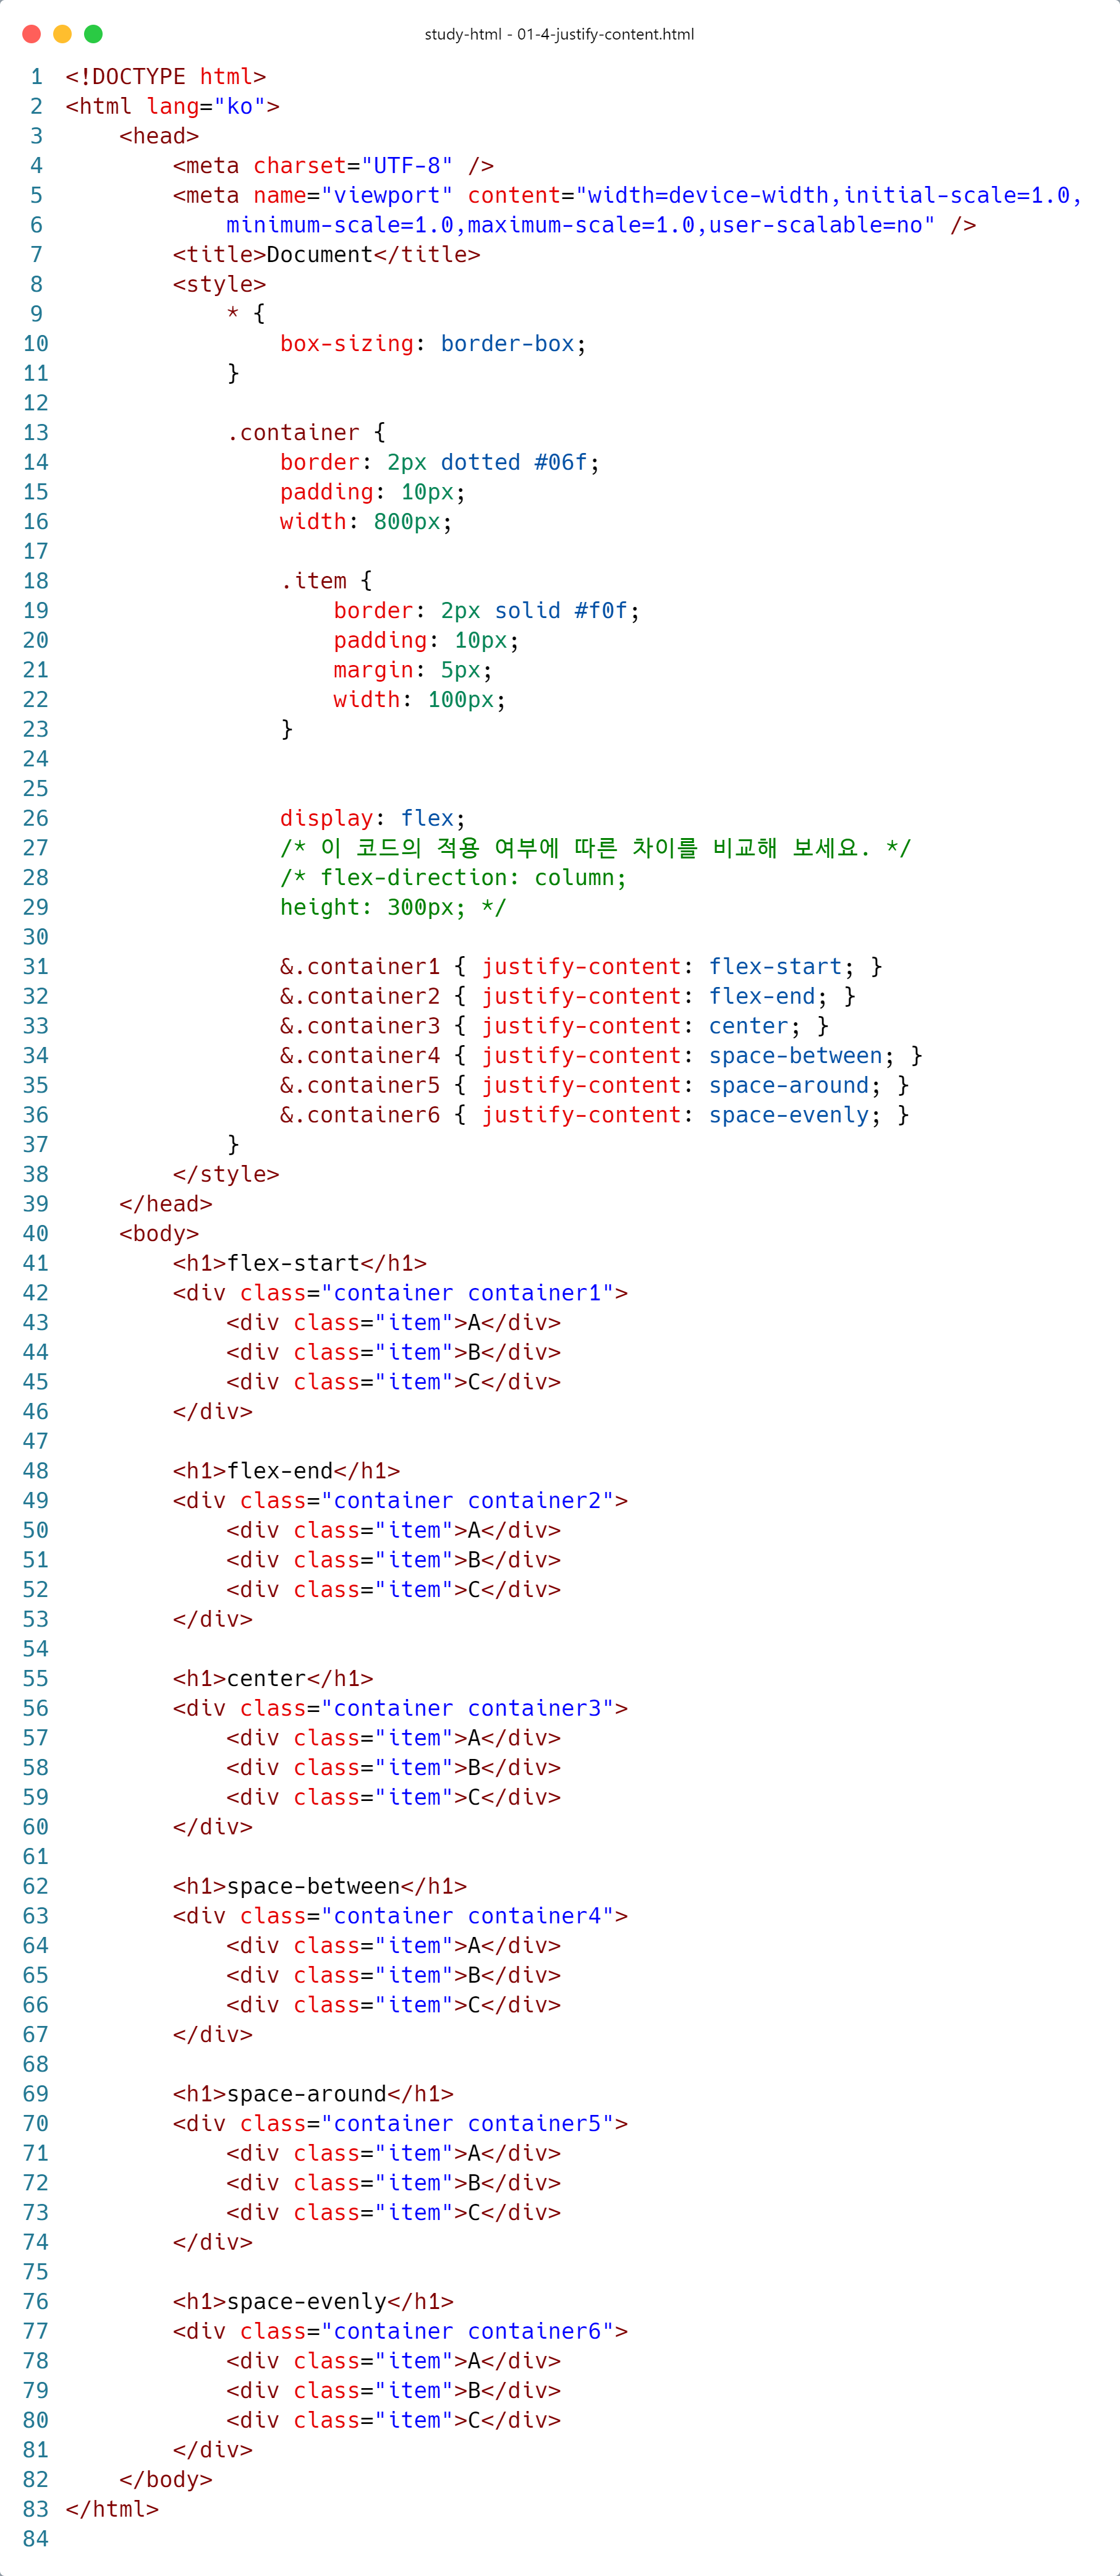 study-html - 01-4-justify-content.html
1 <!DOCTYPE html>
2 <html lang="ko">
3     <head>
4         <meta charset="UTF-8" />
5         <meta name="viewport" content="width=device-width,initial-scale=1.0,
6             minimum-scale=1.0,maximum-scale=1.0,user-scalable=no" />
7         <title>Document</title>
8         <style>
9             * {
10                 box-sizing: border-box;
11             }
12
13             .container {
14                 border: 2px dotted #06f;
15                 padding: 10px;
16                 width: 800px;
17
18                 .item {
19                     border: 2px solid #f0f;
20                     padding: 10px;
21                     margin: 5px;
22                     width: 100px;
23                 }
24
25
26                 display: flex;
27                 /* 이 코드의 적용 여부에 따른 차이를 비교해 보세요. */
28                 /* flex-direction: column;
29                 height: 300px; */
30
31                 &.container1 { justify-content: flex-start; }
32                 &.container2 { justify-content: flex-end; }
33                 &.container3 { justify-content: center; }
34                 &.container4 { justify-content: space-between; }
35                 &.container5 { justify-content: space-around; }
36                 &.container6 { justify-content: space-evenly; }
37             }
38         </style>
39     </head>
40     <body>
41         <h1>flex-start</h1>
42         <div class="container container1">
43             <div class="item">A</div>
44             <div class="item">B</div>
45             <div class="item">C</div>
46         </div>
47
48         <h1>flex-end</h1>
49         <div class="container container2">
50             <div class="item">A</div>
51             <div class="item">B</div>
52             <div class="item">C</div>
53         </div>
54
55         <h1>center</h1>
56         <div class="container container3">
57             <div class="item">A</div>
58             <div class="item">B</div>
59             <div class="item">C</div>
60         </div>
61
62         <h1>space-between</h1>
63         <div class="container container4">
64             <div class="item">A</div>
65             <div class="item">B</div>
66             <div class="item">C</div>
67         </div>
68
69         <h1>space-around</h1>
70         <div class="container container5">
71             <div class="item">A</div>
72             <div class="item">B</div>
73             <div class="item">C</div>
74         </div>
75
76         <h1>space-evenly</h1>
77         <div class="container container6">
78             <div class="item">A</div>
79             <div class="item">B</div>
80             <div class="item">C</div>
81         </div>
82     </body>
83 </html>
84